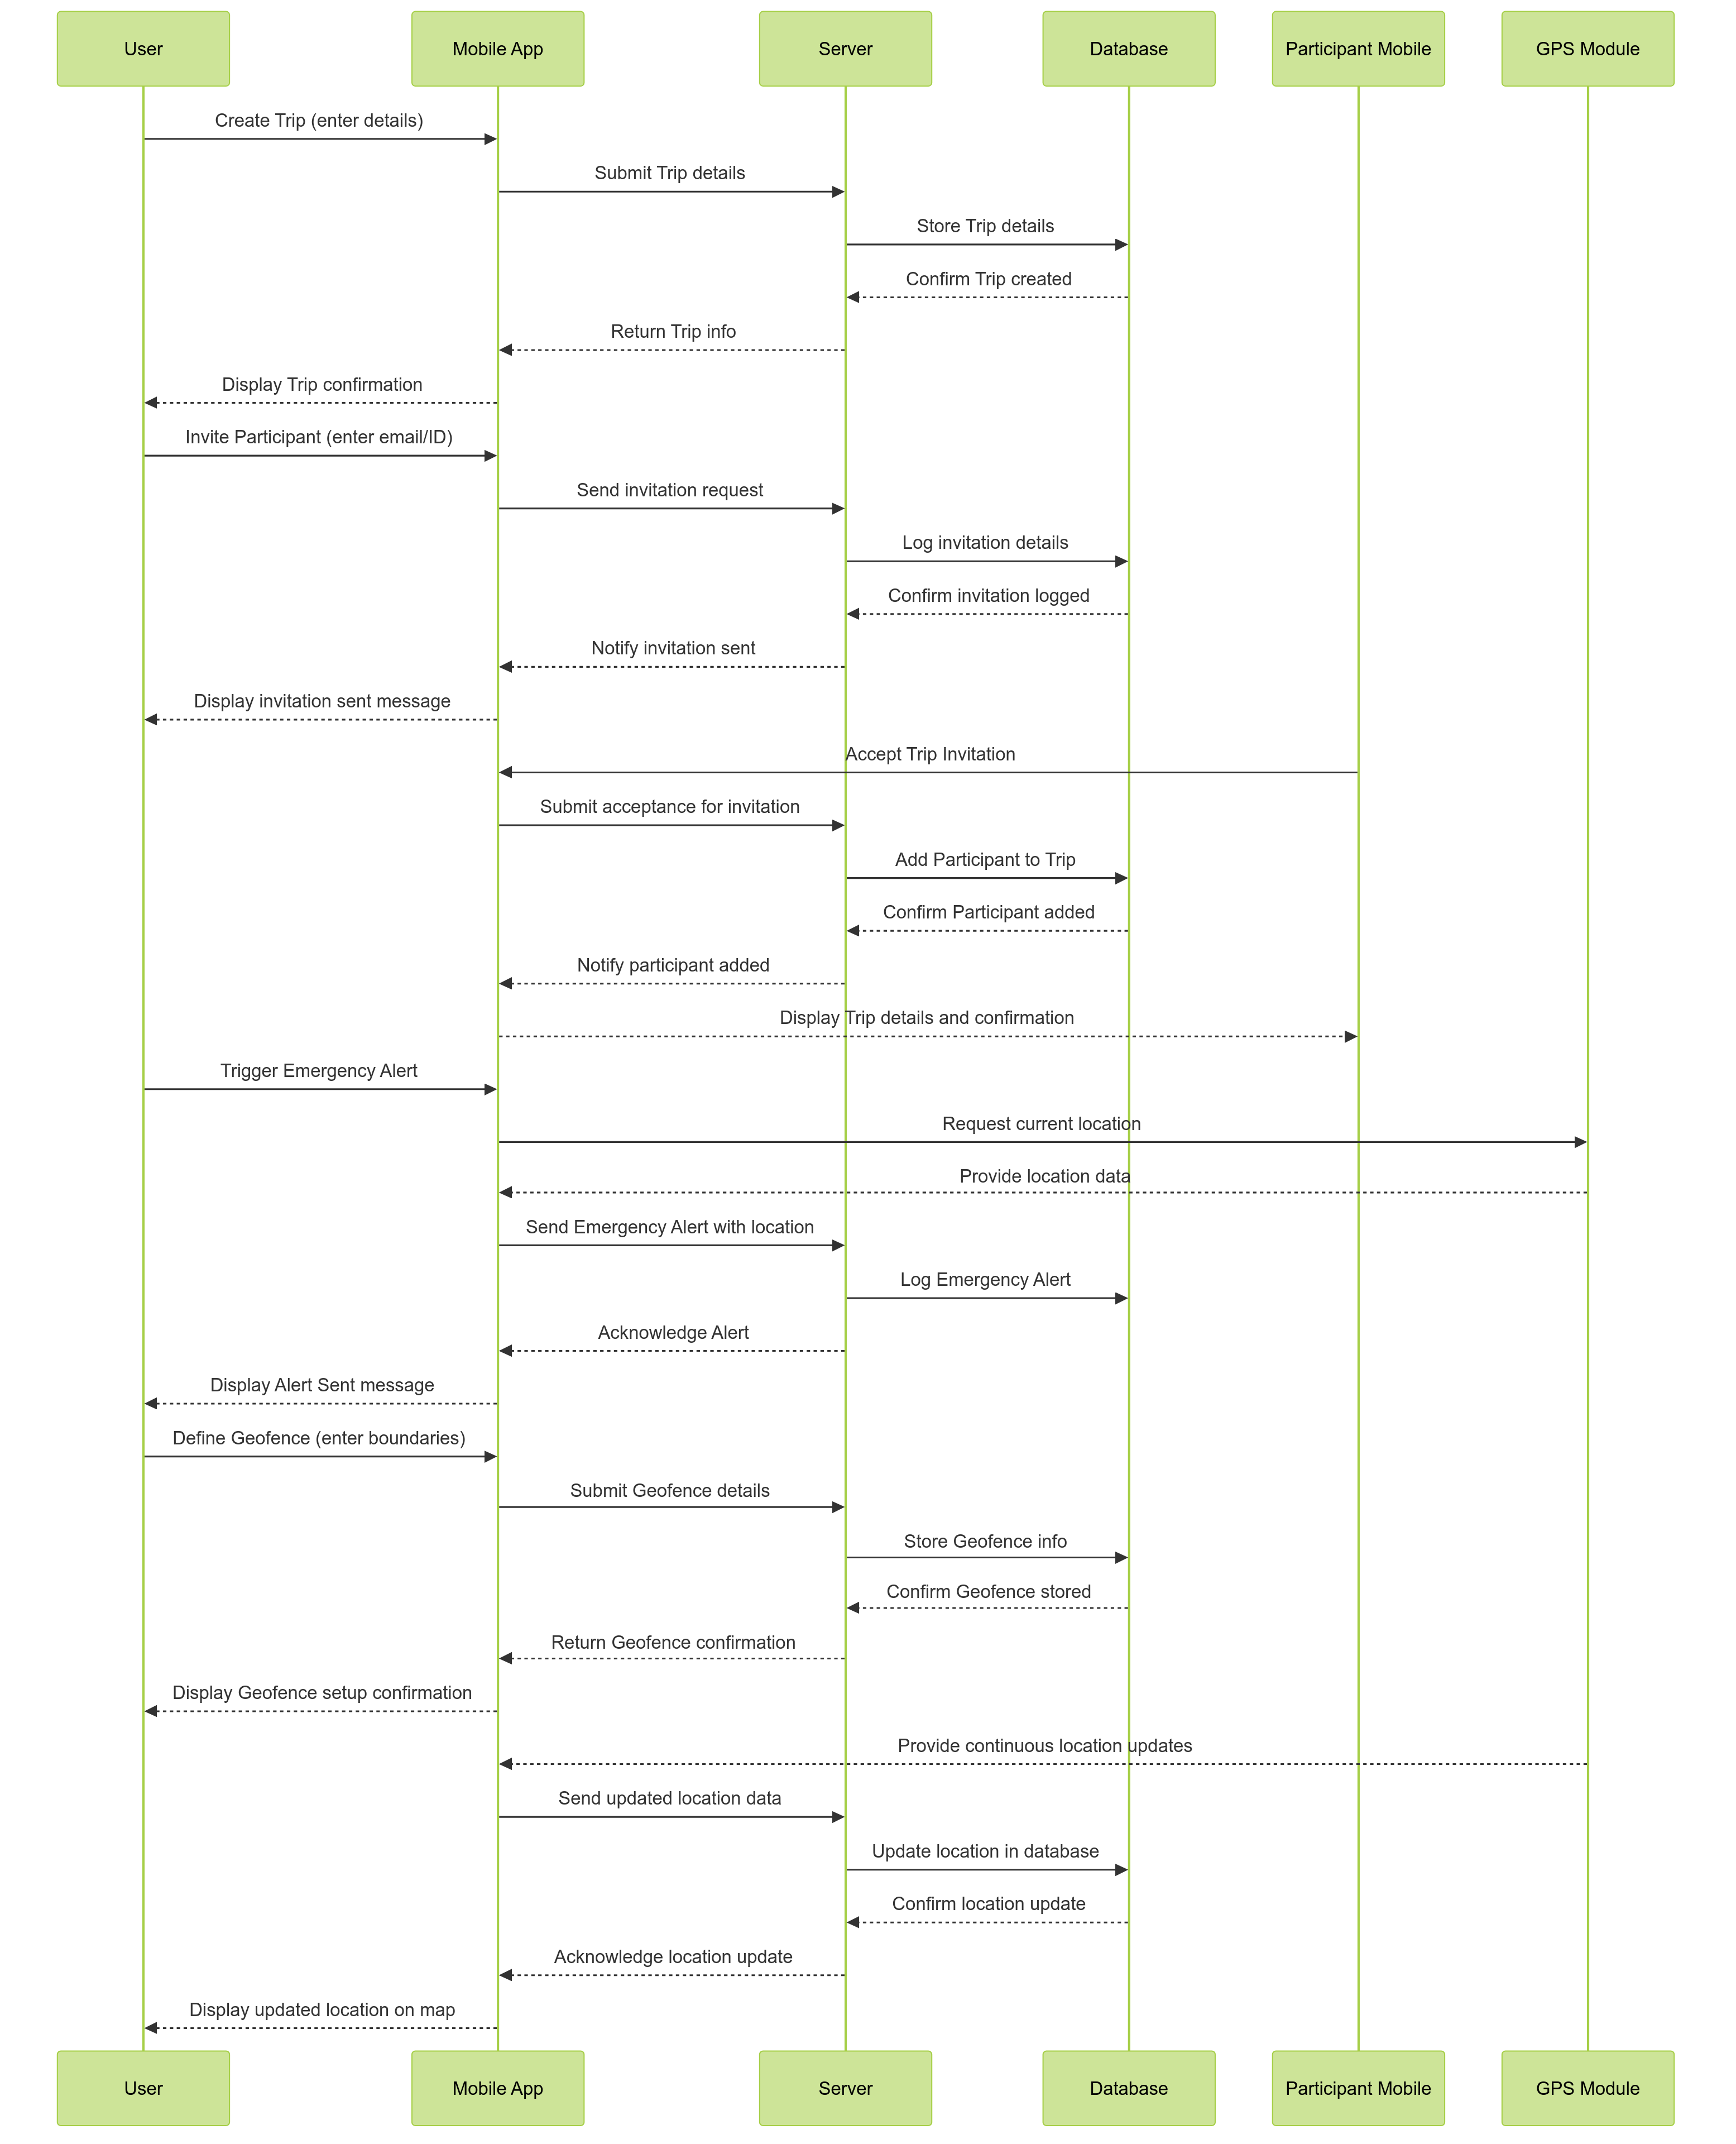 User
Mobile App
Server
Database
Participant Mobile
GPS Module
Create Trip (enter details)
Submit Trip details
Store Trip details
Confirm Trip created
Return Trip info
Display Trip confirmation
Invite Participant (enter email/ID)
Send invitation request
Log invitation details
Confirm invitation logged
Notify invitation sent
Display invitation sent message
Accept Trip Invitation
Submit acceptance for invitation
Add Participant to Trip
Confirm Participant added
Notify participant added
Display Trip details and confirmation
Trigger Emergency Alert
Request current location
Provide location data
Send Emergency Alert with location
Log Emergency Alert
Acknowledge Alert
Display Alert Sent message
Define Geofence (enter boundaries)
Submit Geofence details
Store Geofence info
Confirm Geofence stored
Return Geofence confirmation
Display Geofence setup confirmation
Provide continuous location updates
Send updated location data
Update location in database
Confirm location update
Acknowledge location update
Display updated location on map
User
Mobile App
Server
Database
Participant Mobile
GPS Module